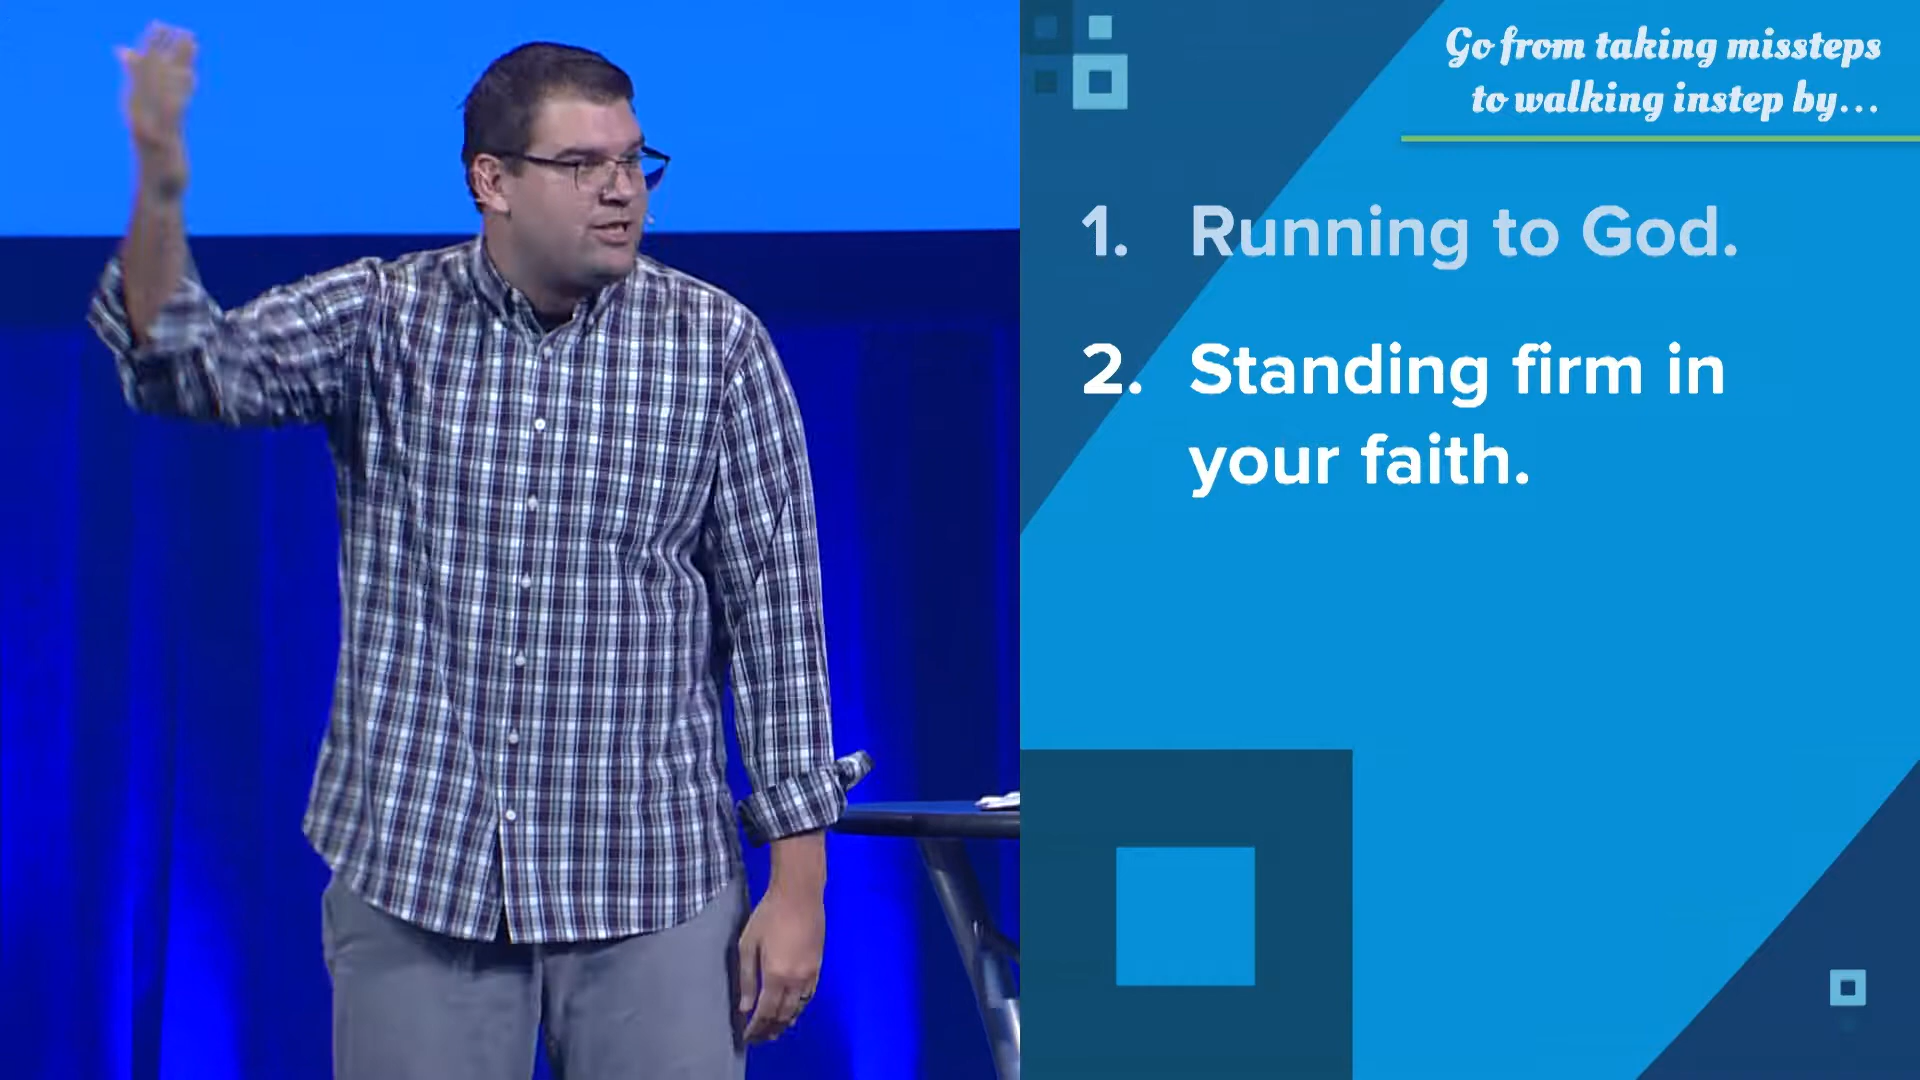 Go from taking missteps
to walking instep by...
1. Running to God.
2. Standing firm in
your faith.